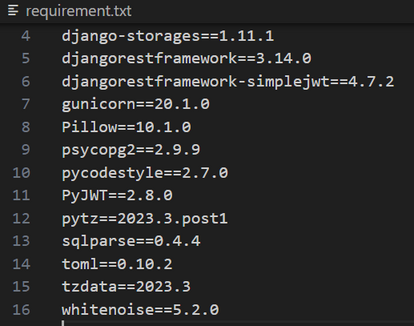 requirement.txt
4 django-storages==1.11.1
5 djangorestframework==3.14.0
6 djangorestframework-simplejwt==4.7.2
7 gunicorn==20.1.0
8 Pillow==10.1.0
9 psycopg2==2.9.9
10 pycodestyle==2.7.0
11 PyJWT==2.8.0
12 pytz==2023.3.post1
13 sqlparse==0.4.4
14 toml==0.10.2
15 tzdata==2023.3
16 whitenoise==5.2.0